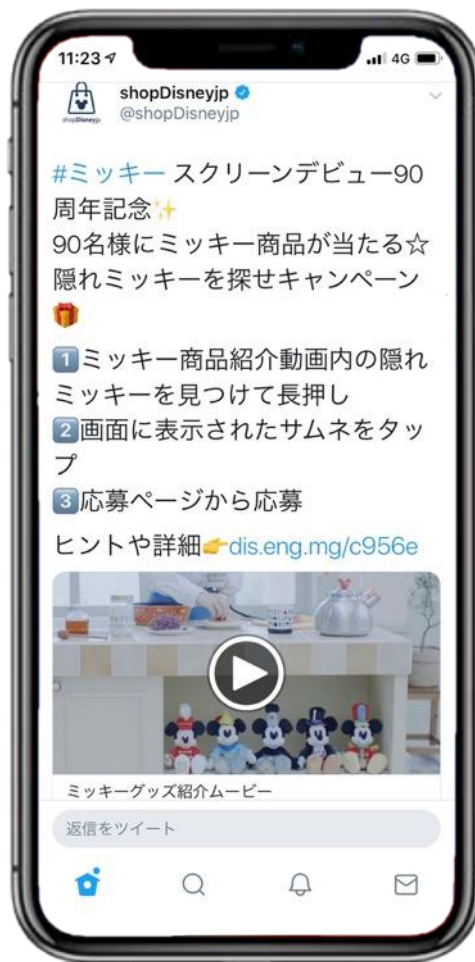 11:23
4G
shopDisneyjp
shopDisneyjp
@shopDisneyjp
#ミッキー スクリーンデビュー90
周年記念✨
90名様にミッキー商品が当たる☆
隠れミッキーを探せキャンペーン
🎁
1️⃣ミッキー商品紹介動画内の隠れ
ミッキーを見つけて長押し
2️⃣画面に表示されたサムネをタッ
プ
3️⃣応募ページから応募
ヒントや詳細👉dis.eng.mg/c956e
ミッキーグッズ紹介ムービー
返信をツイート